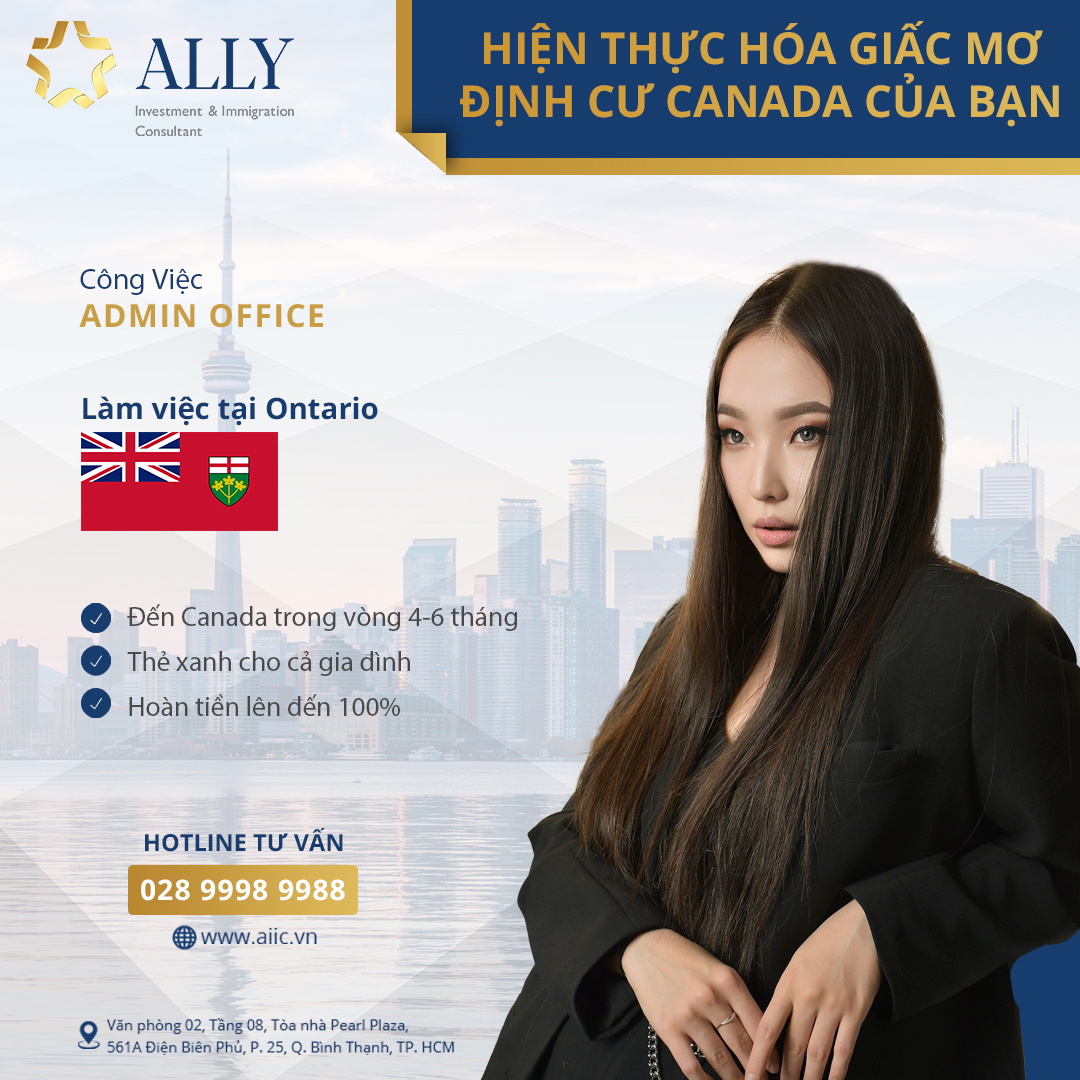 ALLY
Investment & Immigration
Consultant
HIỆN THỰC HÓA GIẤC MƠ
ĐỊNH CƯ CANADA CỦA BẠN
Công Việc
ADMIN OFFICE
Làm việc tại Ontario
Đến Canada trong vòng 4-6 tháng
Thẻ xanh cho cả gia đình
Hoàn tiền lên đến 100%
HOTLINE TƯ VẤN
028 9998 9988
www.aiic.vn
Văn phòng 02, Tầng 08, Tòa nhà Pearl Plaza,
561A Điện Biên Phủ, P. 25, Q. Bình Thạnh, TP. HCM